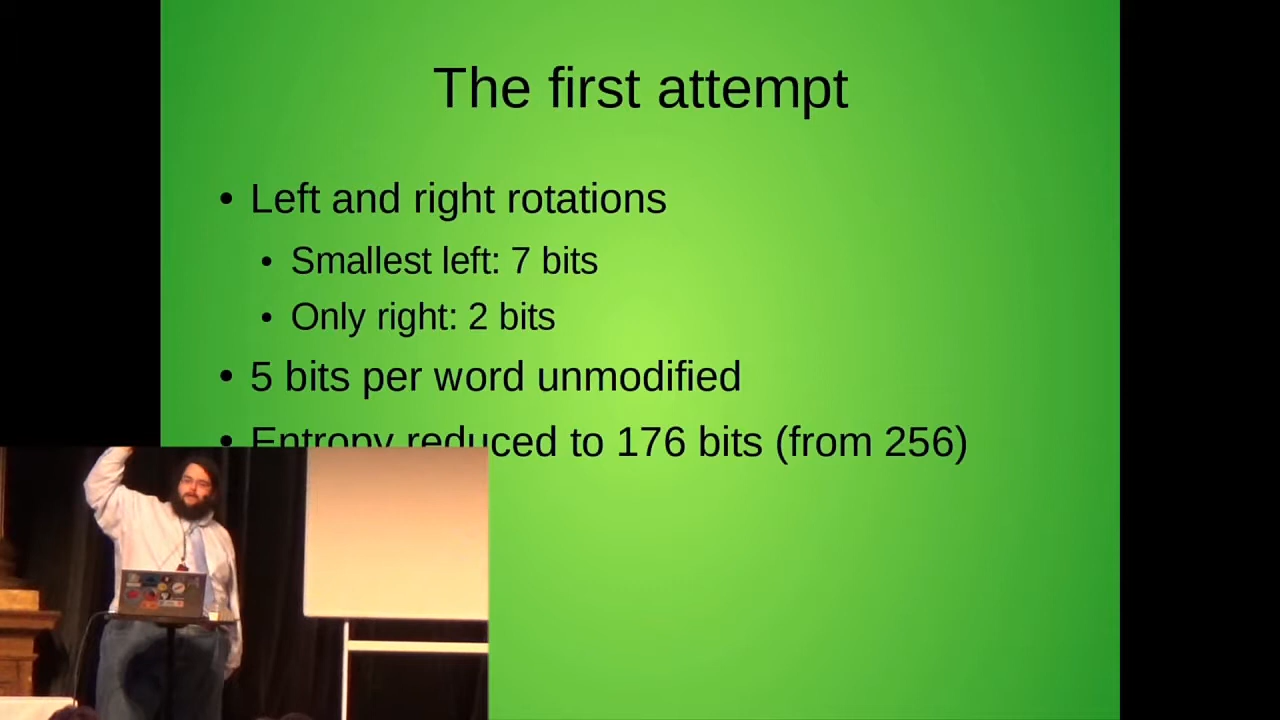 The first attempt
• Left and right rotations
• Smallest left: 7 bits
• Only right: 2 bits
• 5 bits per word unmodified
• Entropy reduced to 176 bits (from 256)